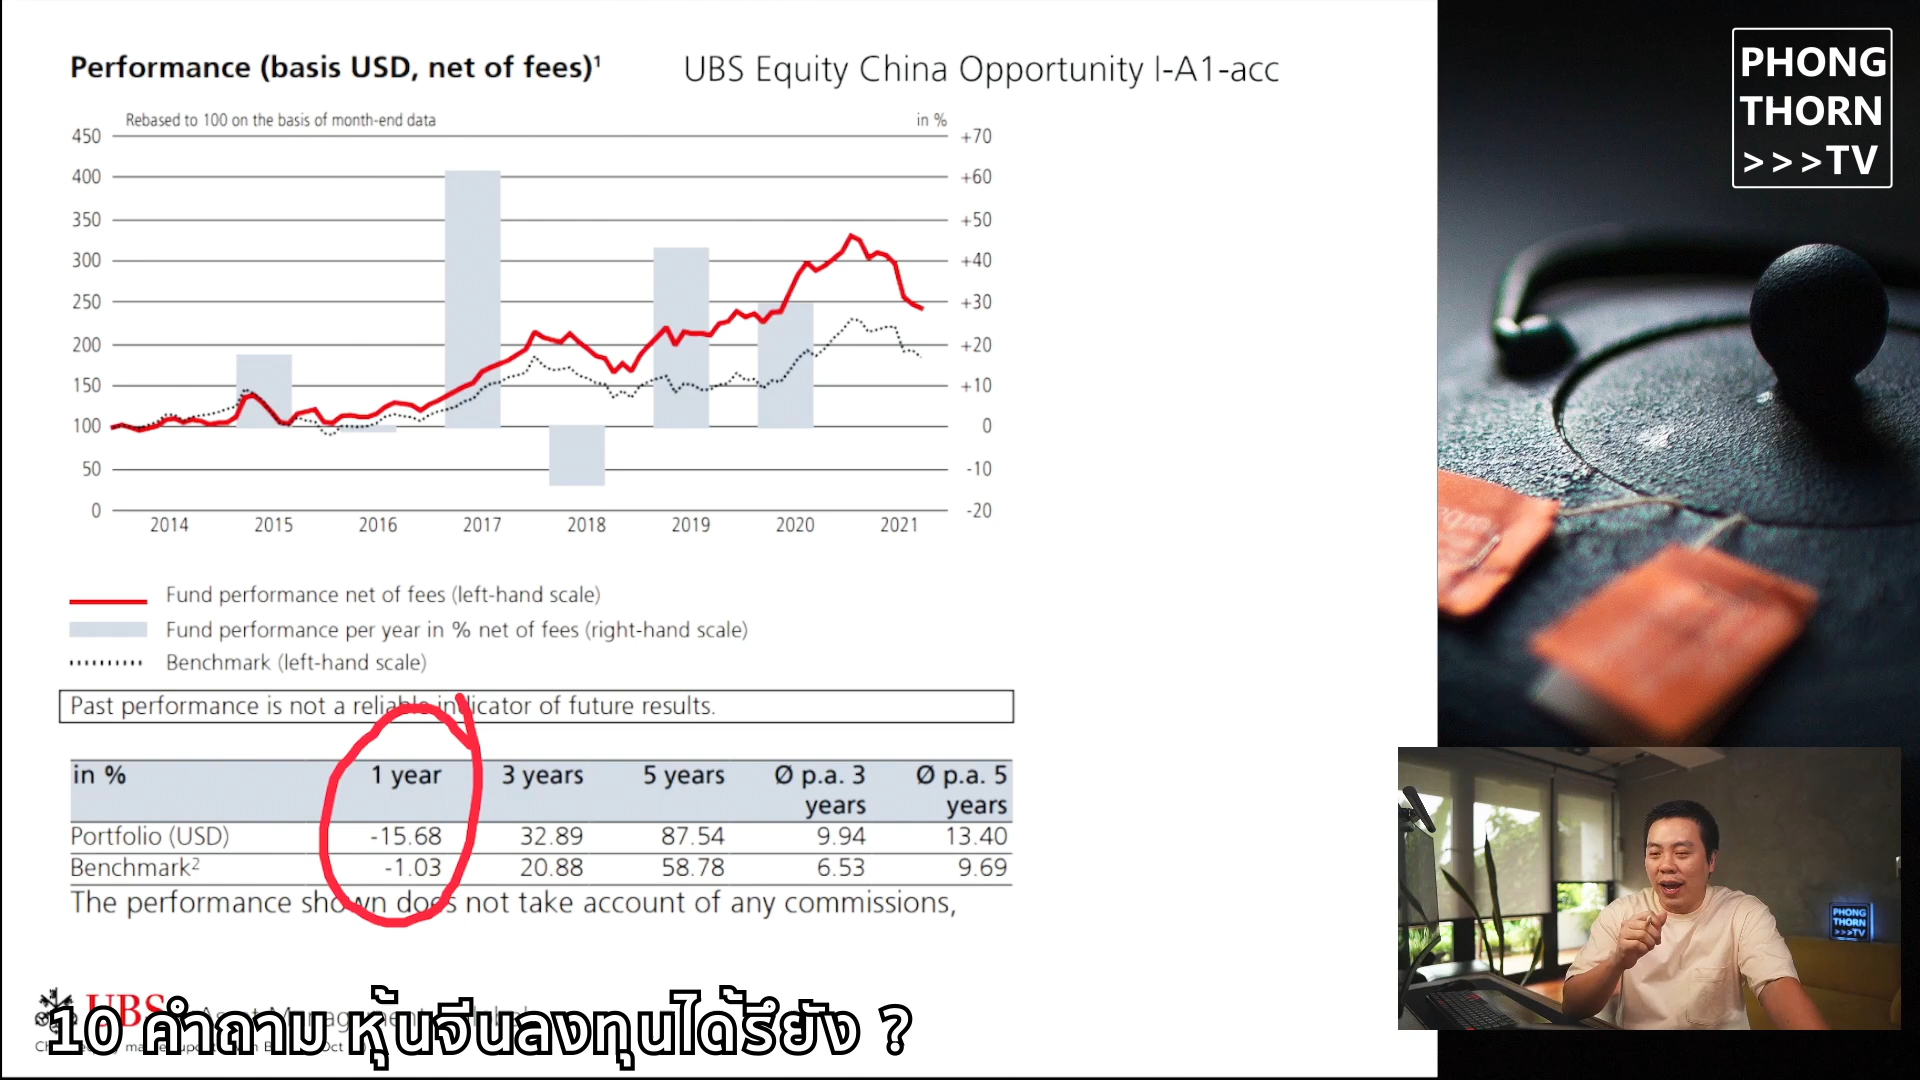 Performance (basis USD, net of fees)¹
UBS Equity China Opportunity I-A1-acc
Rebased to 100 on the basis of month-end data
in %
450 +70
400 +60
350 +50
300 +40
250 +30
200 +20
150 +10
100 0
50 -10
0 -20
2014 2015 2016 2017 2018 2019 2020 2021
Fund performance net of fees (left-hand scale)
Fund performance per year in % net of fees (right-hand scale)
Benchmark (left-hand scale)
Past performance is not a reliable indicator of future results.
in % 1 year 3 years 5 years Ø p.a. 3 years Ø p.a. 5 years
Portfolio (USD) -15.68 32.89 87.54 9.94 13.40
Benchmark² -1.03 20.88 58.78 6.53 9.69
The performance shown does not take account of any commissions,
UBS
10 คำถาม หุ้นจีนลงทุนได้รึยัง ?
PHONG
THORN
>>>TV
PHONG
THORN
>>>TV